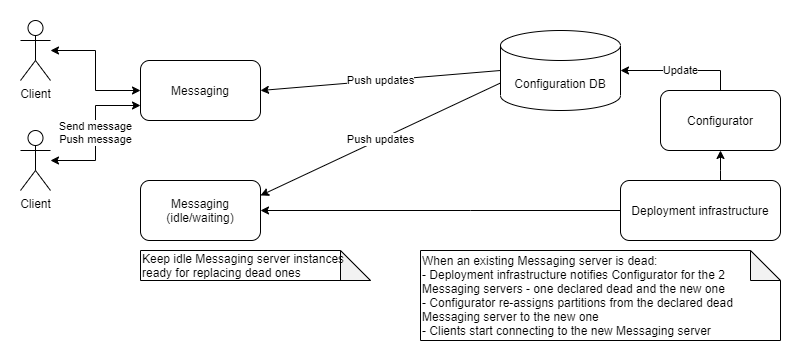 Client
Messaging
Push updates
Configuration DB
Update
Configurator
Send message
Push message
Client
Push updates
Messaging
(idle/waiting)
Deployment infrastructure
Keep idle Messaging server instances
ready for replacing dead ones
When an existing Messaging server is dead:
- Deployment infrastructure notifies Configurator for the 2
Messaging servers - one declared dead and the new one
- Configurator re-assigns partitions from the declared dead
Messaging server to the new one
- Clients start connecting to the new Messaging server